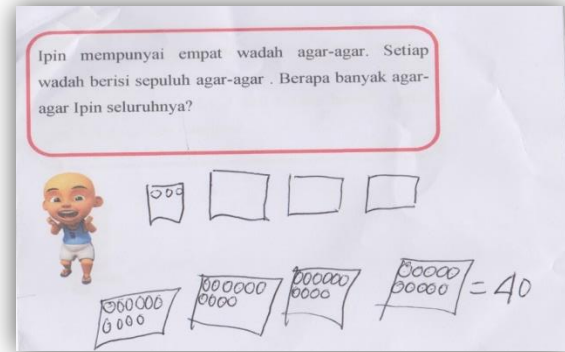 Ipin mempunyai empat wadah agar-agar. Setiap
wadah berisi sepuluh agar-agar . Berapa banyak agar-
agar Ipin seluruhnya?
= 40